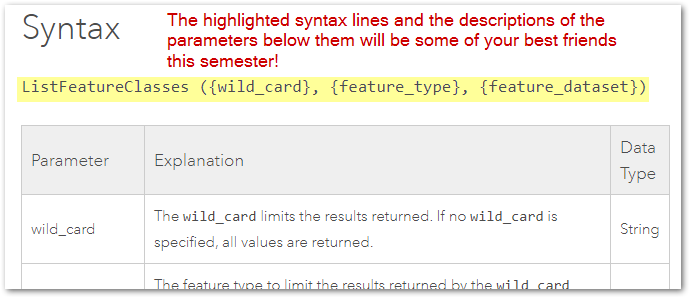 Syntax
The highlighted syntax lines and the descriptions of the
parameters below them will be some of your best friends
this semester!
ListFeatureClasses ({wild_card}, {feature_type}, {feature_dataset})
Parameter
Explanation
Data
Type
wild_card
The wild_card limits the results returned. If no wild_card is
specified, all values are returned.
String
The feature type to limit the results returned by the wild_card